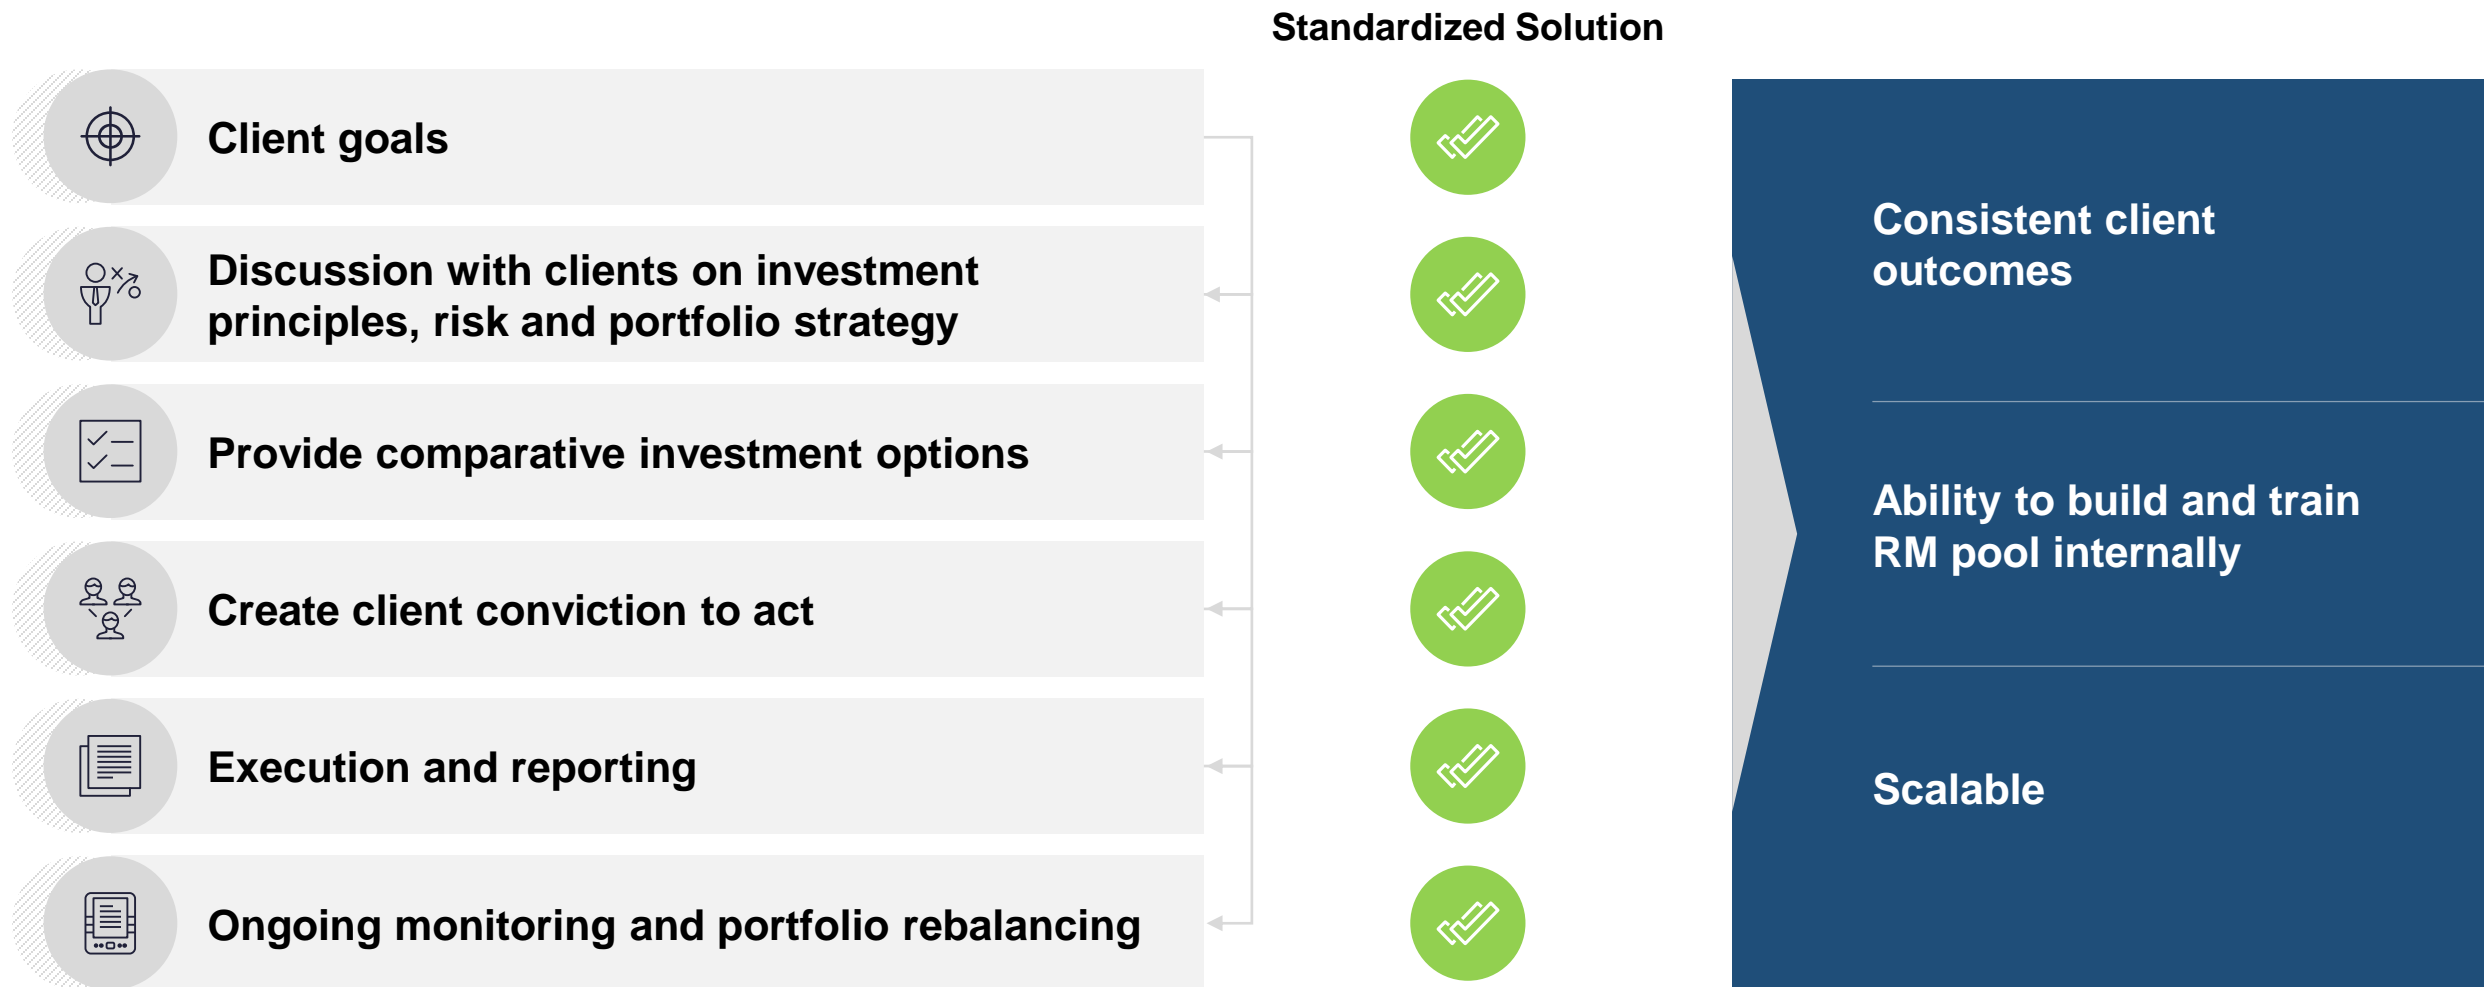 Standardized Solution
Client goals
Discussion with clients on investment
principles, risk and portfolio strategy
Provide comparative investment options
Create client conviction to act
Execution and reporting
Ongoing monitoring and portfolio rebalancing
Consistent client
outcomes
Ability to build and train
RM pool internally
Scalable